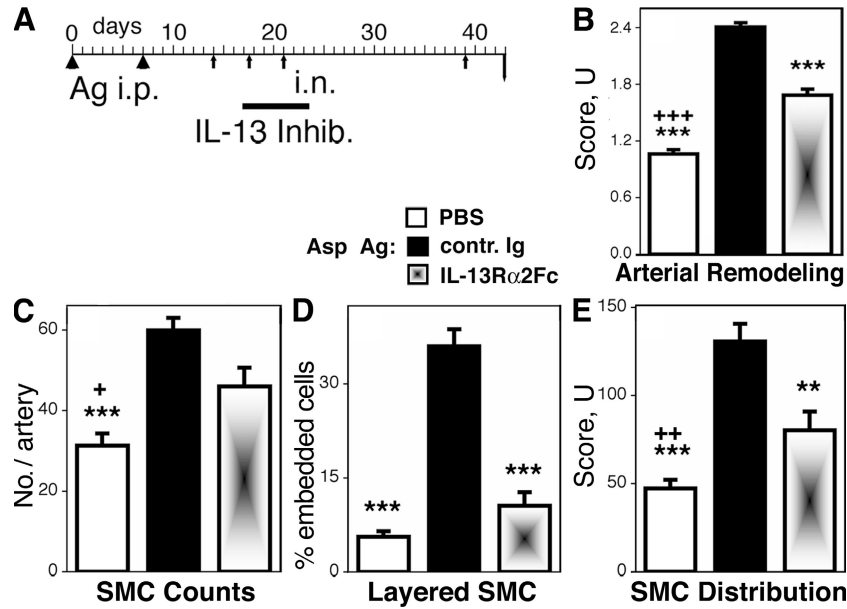 A
0 days 10 20 30 40
Ag i.p.
i.n.
IL-13 Inhib.
B
Score, U
2.4
1.8
1.2
0.6
0.0
+++
***
***
Arterial Remodeling
PBS
Asp Ag: contr. Ig
IL-13Rα2Fc
C
No./ artery
60
40
20
0
+
***
SMC Counts
D
% embedded cells
30
15
0
***
***
Layered SMC
E
Score, U
150
100
50
0
++
***
**
SMC Distribution